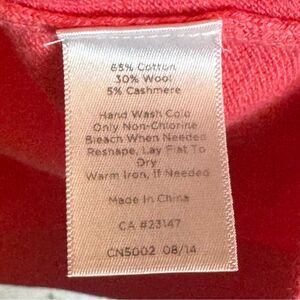 65% Cotton
30% Wool
5% Cashmere
Hand Wash Cold
Only Non-Chlorine
Bleach When Needed
Reshape, Lay Flat To
Dry
Warm Iron, if Needed
Made in China
CA #23147
CN5002 08/14